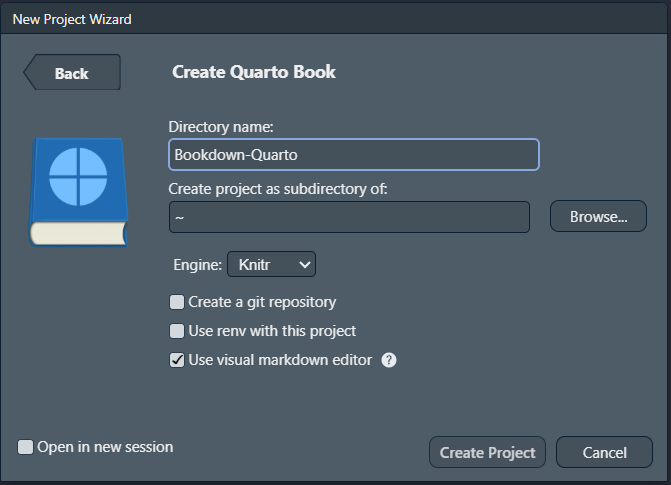 New Project Wizard
Back
Create Quarto Book
Directory name:
Bookdown-Quarto
Create project as subdirectory of:
~
Browse...
Engine: Knitr
Create a git repository
Use renv with this project
Use visual markdown editor ?
Open in new session
Create Project
Cancel